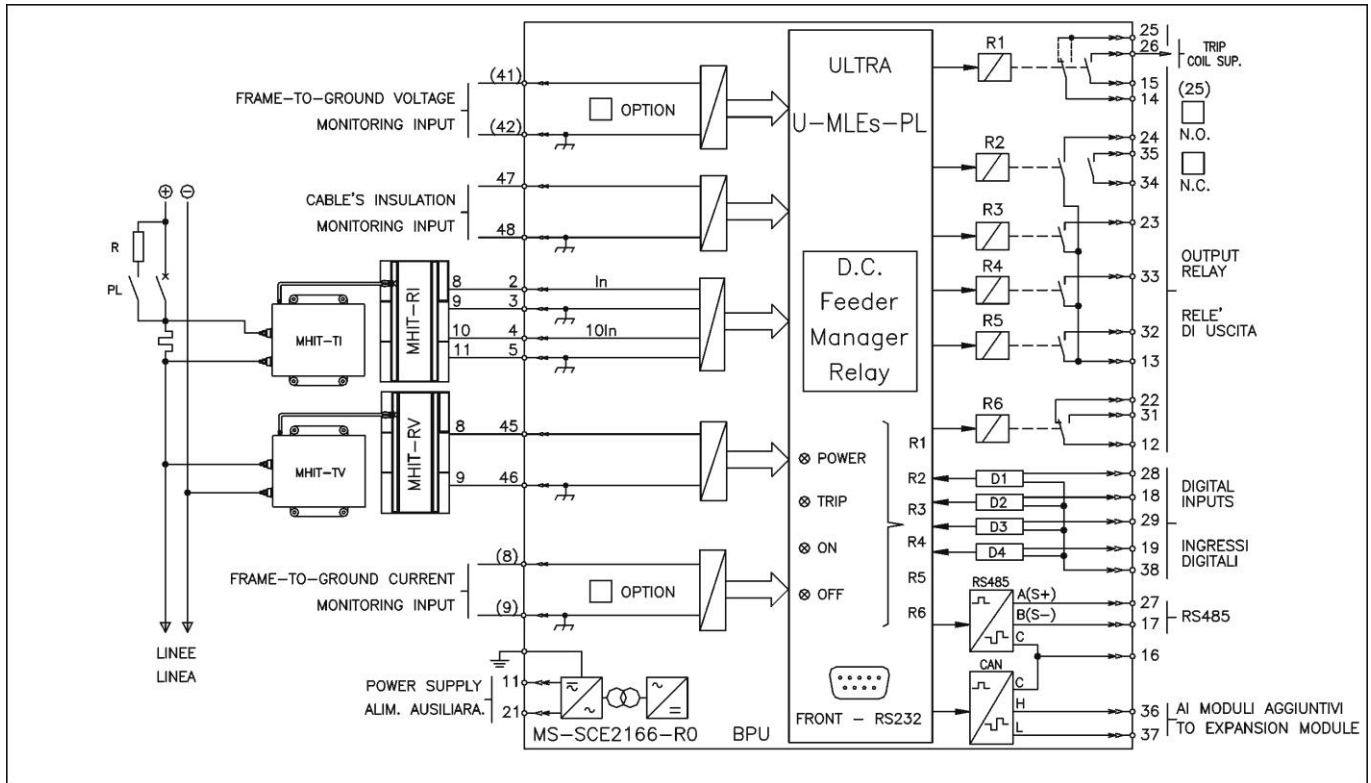 FRAME-TO-GROUND VOLTAGE
MONITORING INPUT
(41)
(42)
OPTION
CABLE'S INSULATION
MONITORING INPUT
47
48
⊕ ⊖
R
PL
MHIT-TI
MHIT-RI
8 2 In
9 3
10 4 10In
11 5
MHIT-TV
MHIT-RV
8 45
9 46
FRAME-TO-GROUND CURRENT
MONITORING INPUT
(8)
(9)
OPTION
LINEE
LINEA
POWER SUPPLY
ALIM. AUSILIARA.
11
21
MS-SCE2166-R0 BPU
ULTRA
U-MLEs-PL
D.C.
Feeder
Manager
Relay
POWER
TRIP
ON
OFF
R1
R2
R3
R4
R5
R6
FRONT - RS232
R1
R2
R3
R4
R5
R6
D1
D2
D3
D4
RS485
A(S+)
B(S-)
C
CAN
C
H
L
25
26
15
14
24
35
34
23
33
32
13
22
31
12
28
18
29
19
38
27
17
16
36
37
TRIP
COIL SUP.
(25)
N.O.
N.C.
OUTPUT
RELAY
RELE'
DI USCITA
DIGITAL
INPUTS
INGRESSI
DIGITALI
RS485
AI MODULI AGGIUNTIVI
TO EXPANSION MODULE